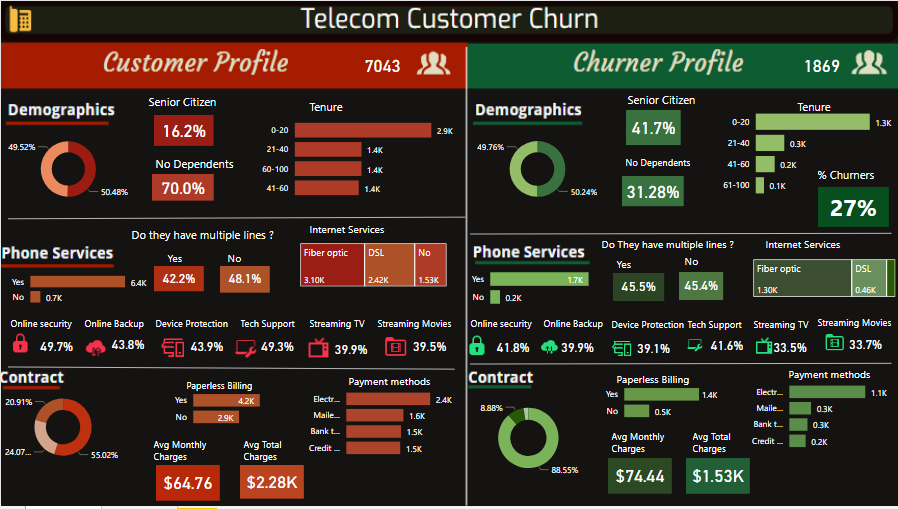 Telecom Customer Churn
Customer Profile
7043
Churner Profile
1869
Demographics
Senior Citizen
16.2%
No Dependents
70.0%
49.52%
50.48%
Tenure
0-20
2.9K
21-40
1.4K
60-100
1.4K
41-60
1.4K
Demographics
Senior Citizen
41.7%
No Dependents
31.28%
49.76%
50.24%
Tenure
0-20
1.3K
21-40
0.3K
41-60
0.2K
61-100
0.1K
% Churners
27%
Phone Services
Yes
6.4K
No
0.7K
Do they have multiple lines ?
Yes
No
42.2%
48.1%
Internet Services
Fiber optic
DSL
No
3.10K
2.42K
1.53K
Online security
49.7%
Online Backup
43.8%
Device Protection
43.9%
Tech Support
49.3%
Streaming TV
39.9%
Streaming Movies
39.5%
Phone Services
Yes
1.7K
No
0.2K
Do They have multiple lines ?
Yes
No
45.5%
45.4%
Internet Services
Fiber optic
DSL
1.30K
0.46K
Online security
41.8%
Online Backup
39.9%
Device Protection
39.1%
Tech Support
41.6%
Streaming TV
33.5%
Streaming Movies
33.7%
Contract
20.91%
24.07...
55.02%
Paperless Billing
Yes
4.2K
No
2.9K
Avg Monthly
Charges
$64.76
Avg Total
Charges
$2.28K
Payment methods
Electr...
2.4K
Maile...
1.6K
Bank t...
1.5K
Credit ...
1.5K
Contract
8.88%
88.55%
Paperless Billing
Yes
1.4K
No
0.5K
Avg Monthly
Charges
$74.44
Avg Total
Charges
$1.53K
Payment methods
Electr...
1.1K
Maile...
0.3K
Bank t...
0.3K
Credit ...
0.2K